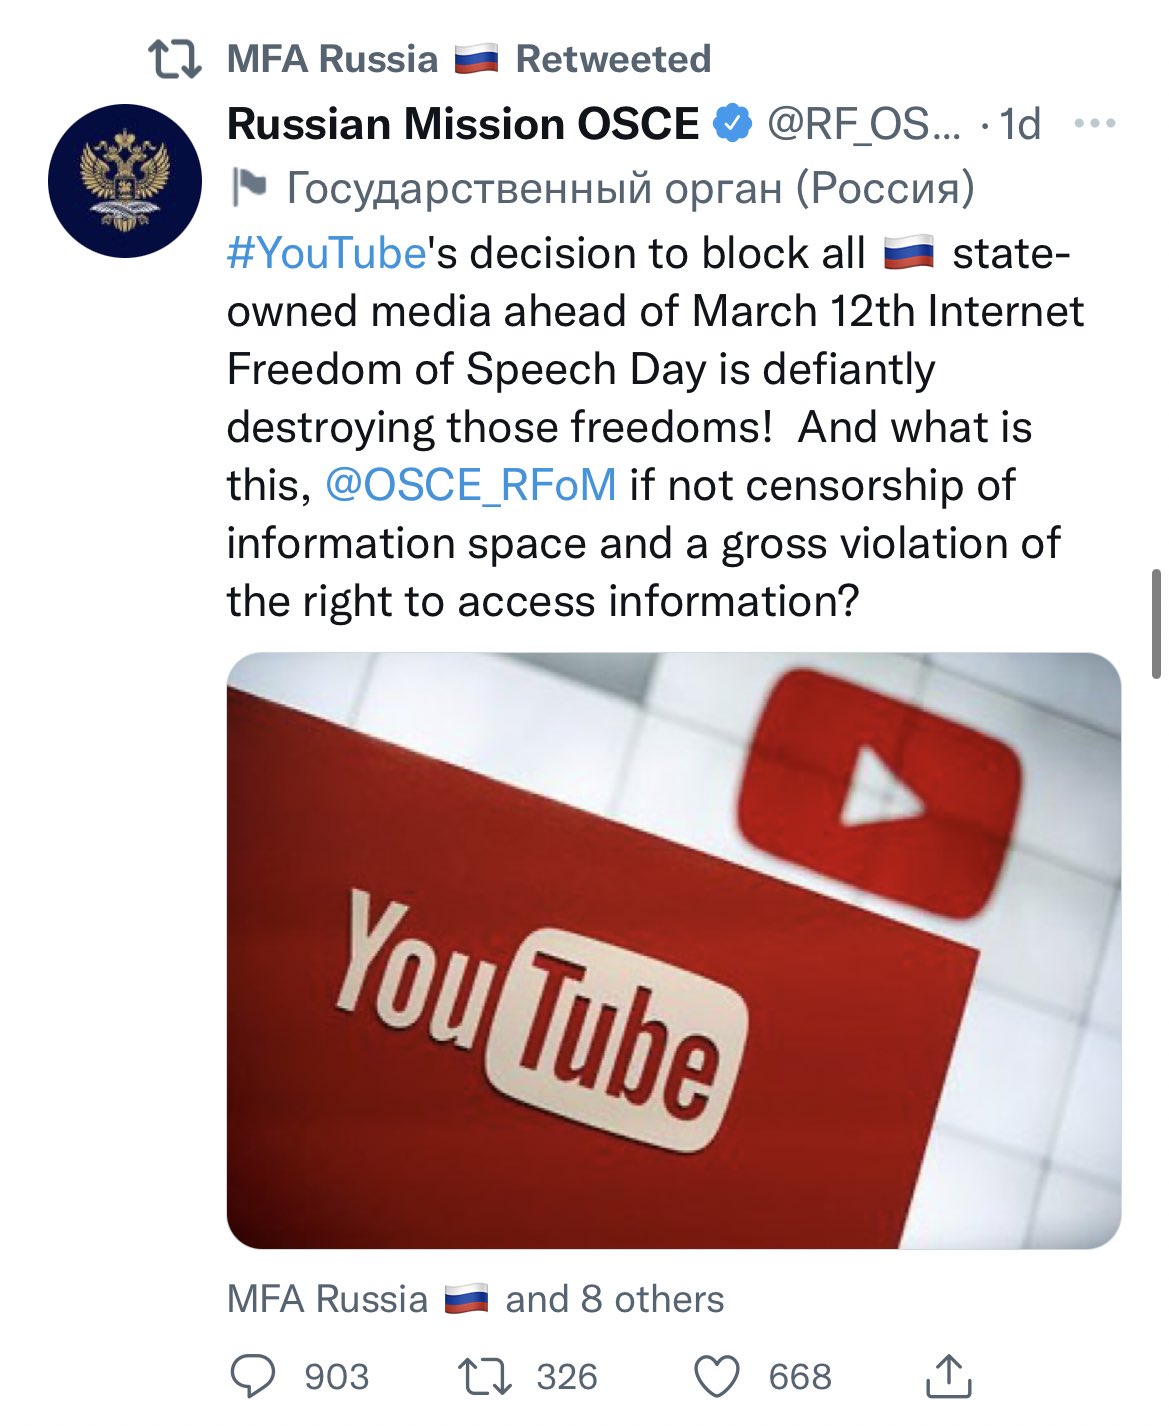 MFA Russia 🇷🇺 Retweeted
Russian Mission OSCE @RF_OS... · 1d
Государственный орган (Россия)
#YouTube's decision to block all 🇷🇺 state-
owned media ahead of March 12th Internet
Freedom of Speech Day is defiantly
destroying those freedoms!  And what is
this, @OSCE_RFoM if not censorship of
information space and a gross violation of
the right to access information?
YouTube
MFA Russia 🇷🇺 and 8 others
903 326 668